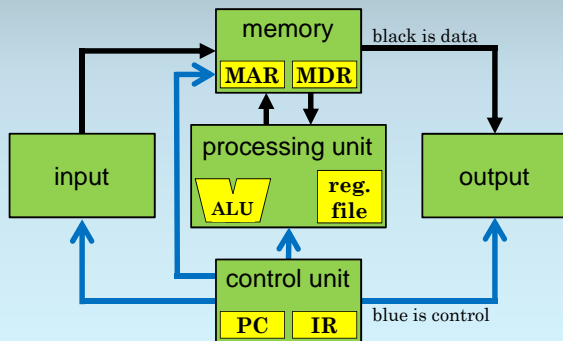 memory
black is data
MAR MDR
processing unit
input
output
ALU
reg.
file
control unit
PC IR
blue is control